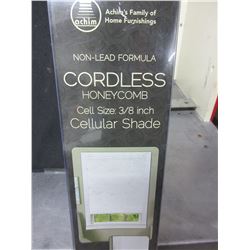 achim
Achim's Family of
Home Furnishings
NON-LEAD FORMULA
CORDLESS
HONEYCOMB
Cell Size: 3/8 inch
Cellular Shade